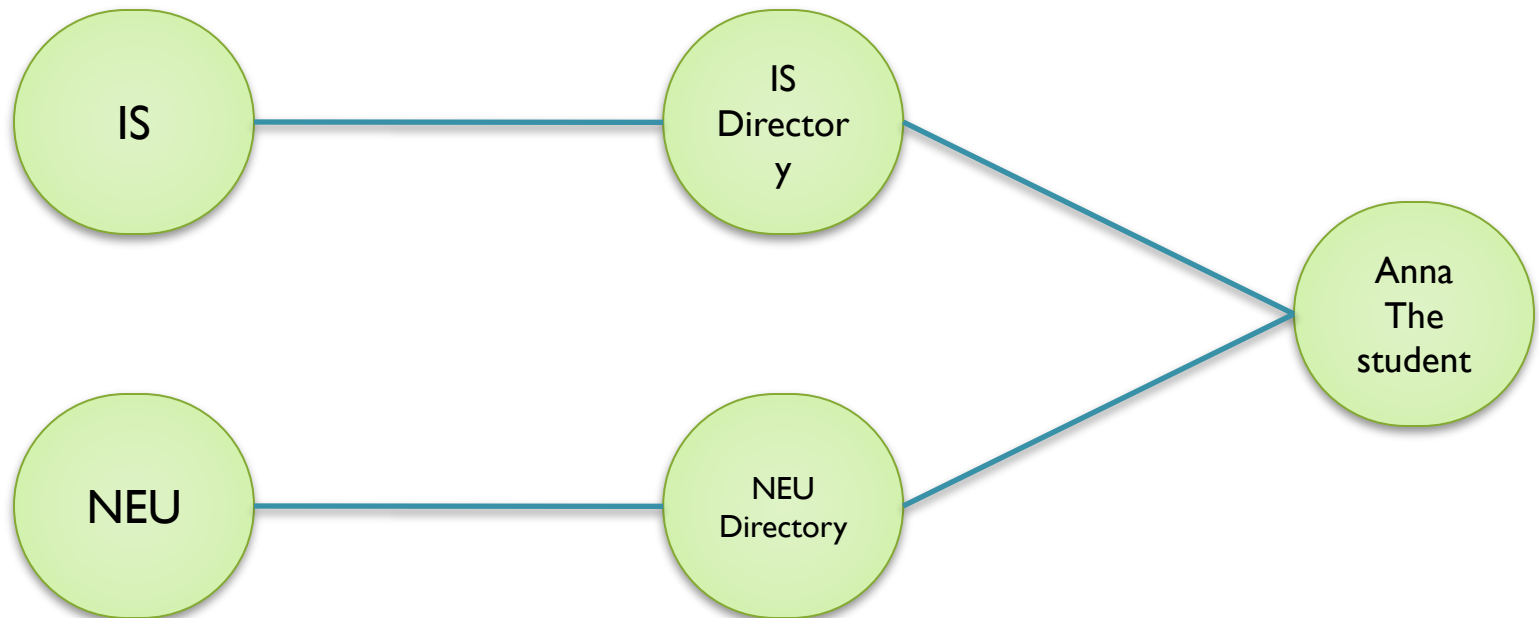 IS
IS
Director
y
Anna
The
student
NEU
NEU
Directory